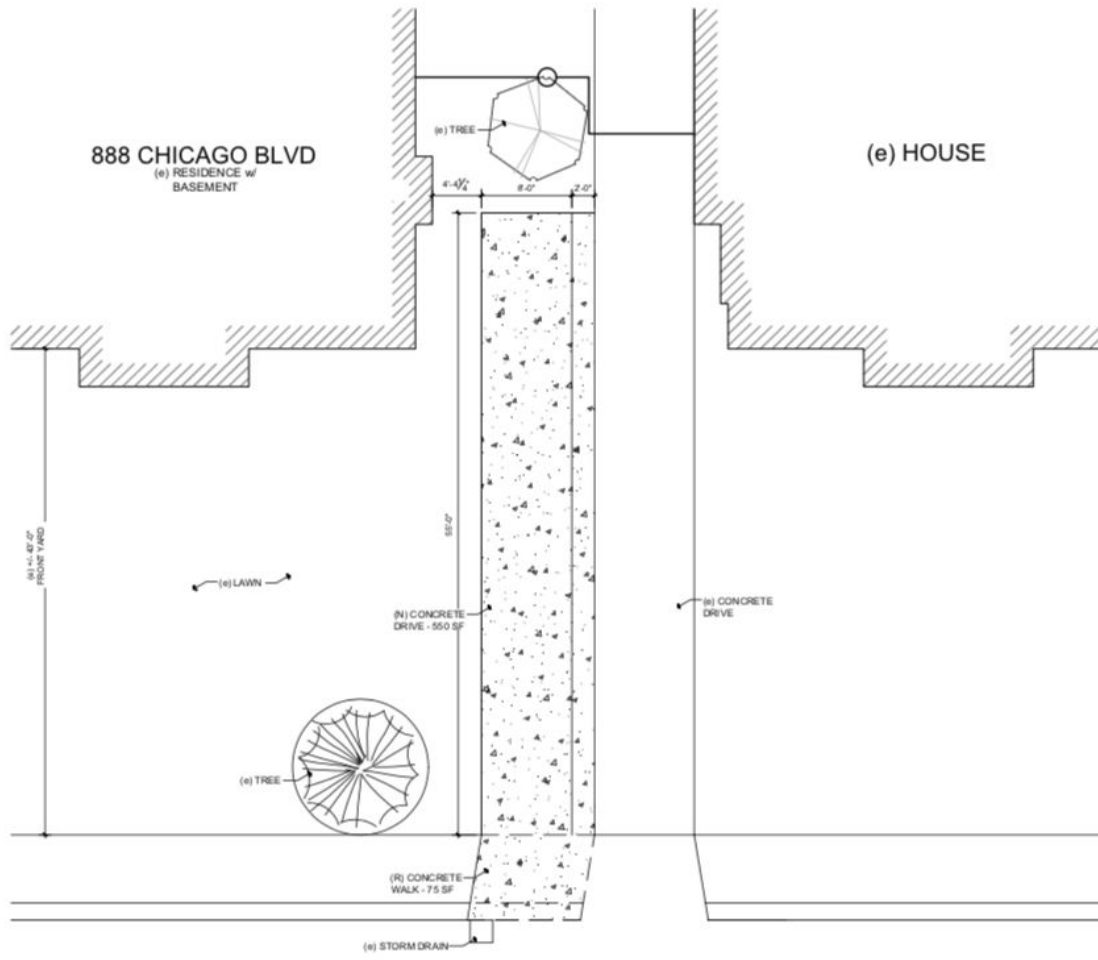 (e) TREE
888 CHICAGO BLVD
(e) RESIDENCE w/
BASEMENT
(e) HOUSE
4'-4¼"
8'-0"
2'-0"
55'-0"
(e) +/- 43'-0"
FRONT YARD
(e) LAWN
(N) CONCRETE
DRIVE - 550 SF
(e) CONCRETE
DRIVE
(e) TREE
(R) CONCRETE
WALK - 75 SF
(e) STORM DRAIN